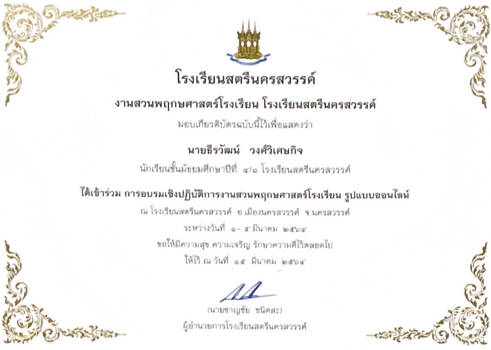 โรงเรียนสตรีนครสวรรค์
งานสวนพฤกษศาสตร์โรงเรียน โรงเรียนสตรีนครสวรรค์
มอบเกียรติบัตรฉบับนี้ไว้เพื่อแสดงว่า
นายธีรวัฒน์ วงศ์วิเศษกิจ
นักเรียนชั้นมัธยมศึกษาปีที่ ๔/๑ โรงเรียนสตรีนครสวรรค์
ได้เข้าร่วม การอบรมเชิงปฏิบัติการงานสวนพฤกษศาสตร์โรงเรียน รูปแบบออนไลน์
ณ โรงเรียนสตรีนครสวรรค์ อ.เมืองนครสวรรค์ จ.นครสวรรค์
ระหว่างวันที่ ๑- ๕ มีนาคม ๒๕๖๔
ขอให้มีความสุข ความเจริญ รักษาความดีไว้ตลอดไป
ให้ไว้ ณ วันที่ ๑๕ มีนาคม ๒๕๖๔
(นายชาญชัย ชนิดสะ)
ผู้อำนวยการโรงเรียนสตรีนครสวรรค์